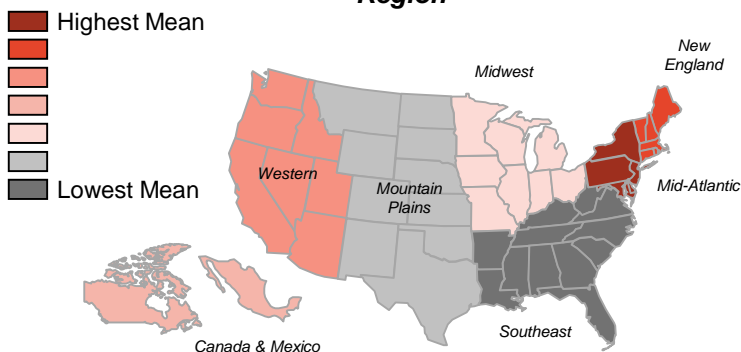 Region
Highest Mean
New
England
Midwest
Western
Mountain
Plains
Mid-Atlantic
Lowest Mean
Southeast
Canada & Mexico